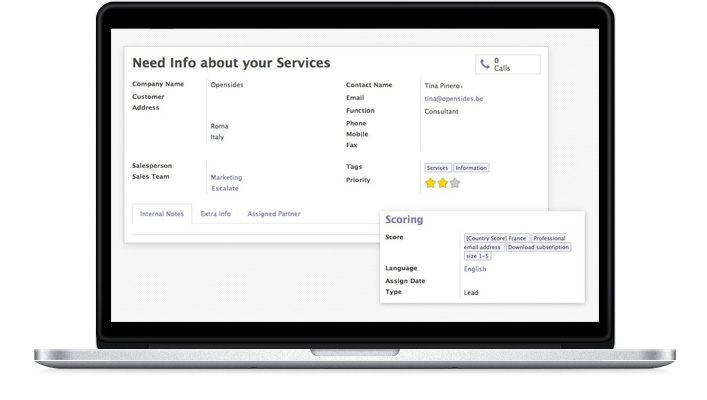 Need Info about your Services
0
Calls
Company Name Opensides
Customer
Address
Roma
Italy
Contact Name Tina Pinero,
Email tina@opensides.be
Function Consultant
Phone
Mobile
Fax
Salesperson
Sales Team Marketing
Escalate
Tags Services Information
Priority
Internal Notes Extra Info Assigned Partner
Scoring
Score [Country Score] France Professional
email address Download subscription
size 1-5
Language English
Assign Date
Type Lead